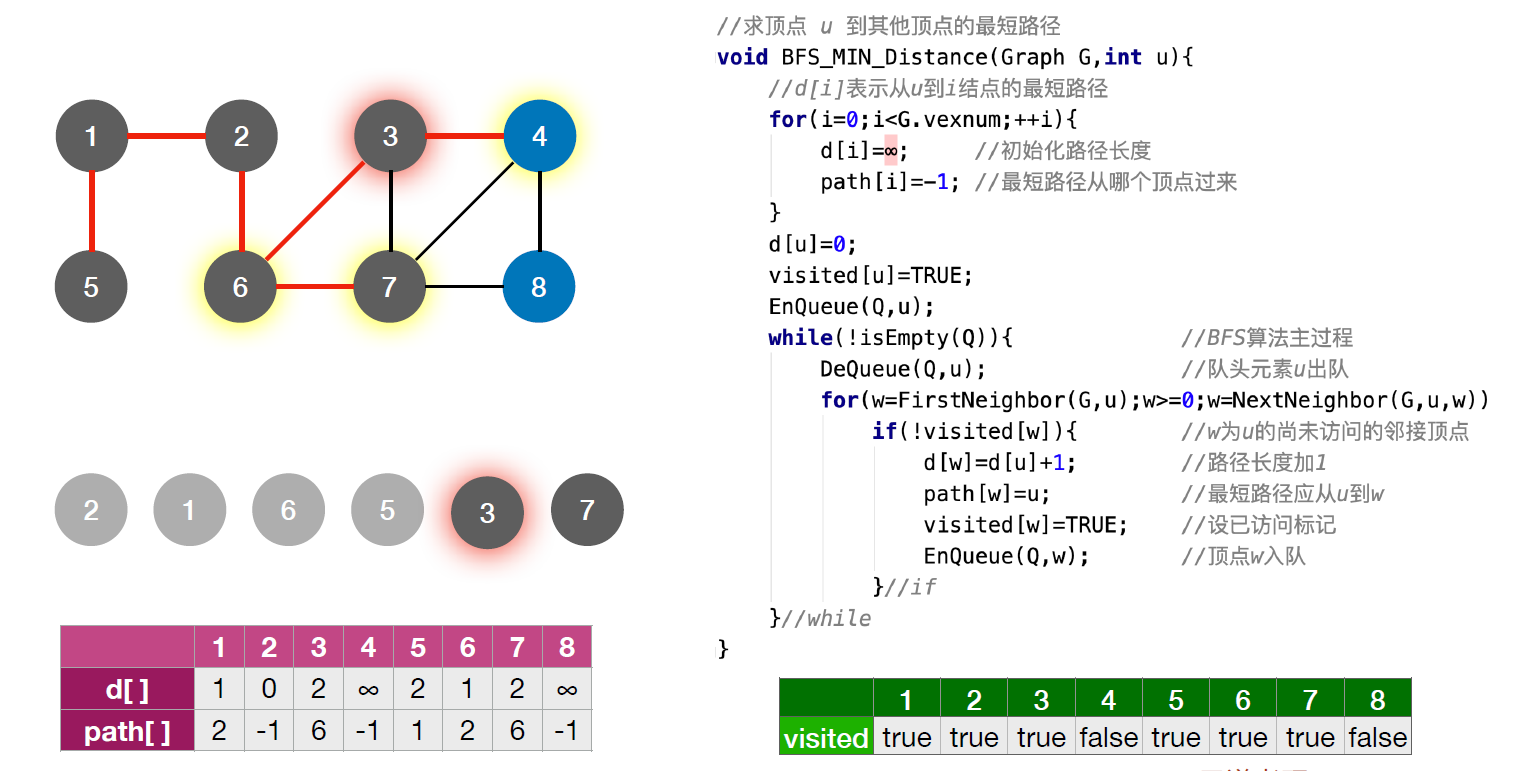 1 2 3 4
5 6 7 8
2 1 6 5 3 7
1 2 3 4 5 6 7 8
d[ ] 1 0 2 ∞ 2 1 2 ∞
path[ ] 2 -1 6 -1 1 2 6 -1
//求顶点 u 到其他顶点的最短路径
void BFS_MIN_Distance(Graph G,int u){
//d[i]表示从u到i结点的最短路径
for(i=0;i<G.vexnum;++i){
d[i]=∞; //初始化路径长度
path[i]=-1; //最短路径从哪个顶点过来
}
d[u]=0;
visited[u]=TRUE;
EnQueue(Q,u);
while(!isEmpty(Q)){ //BFS算法主过程
DeQueue(Q,u); //队头元素u出队
for(w=FirstNeighbor(G,u);w>=0;w=NextNeighbor(G,u,w))
if(!visited[w]){ //w为u的尚未访问的邻接顶点
d[w]=d[u]+1; //路径长度加1
path[w]=u; //最短路径应从u到w
visited[w]=TRUE; //设已访问标记
EnQueue(Q,w); //顶点w入队
}//if
}//while
}
1 2 3 4 5 6 7 8
visited true true true false true true true false